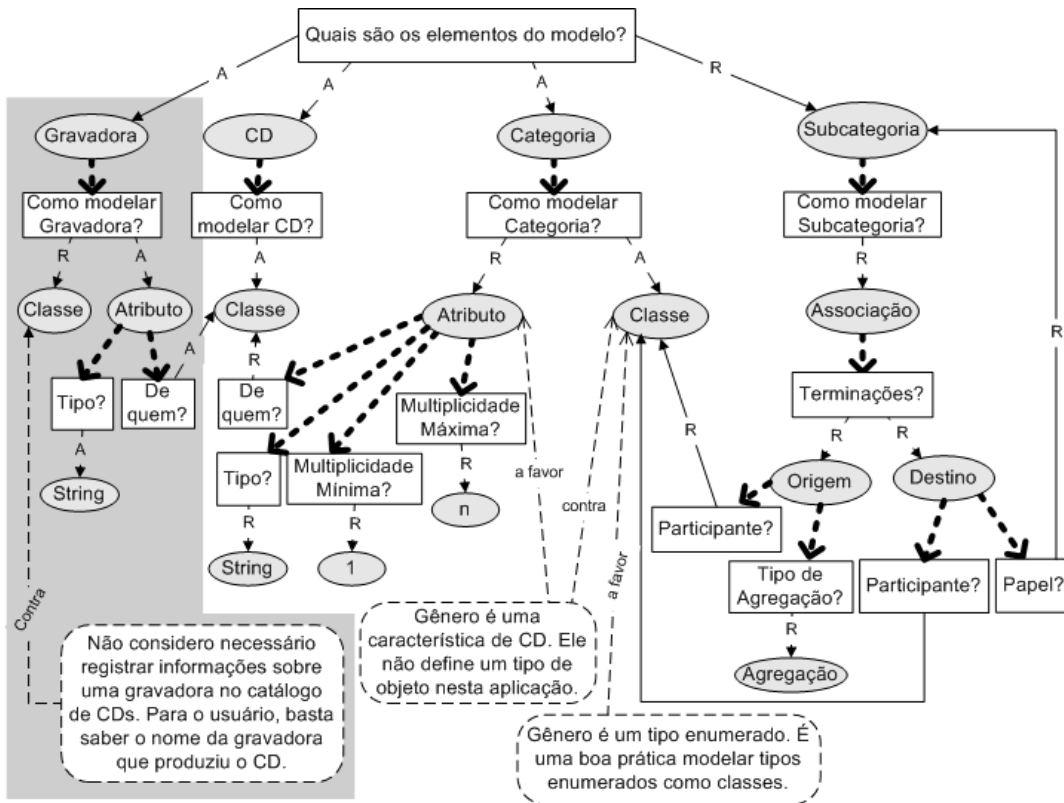 Quais são os elementos do modelo?
A
A
A
R
Gravadora
CD
Categoria
Subcategoria
Como modelar
Gravadora?
Como
modelar CD?
Como modelar
Categoria?
Como modelar
Subcategoria?
R
A
A
R
A
R
R
Classe
Atributo
Classe
Atributo
Classe
Associação
A
R
Tipo?
De
quem?
De
quem?
Multiplicidade
Máxima?
Terminações?
A
R
R
R
R
String
Tipo?
Multiplicidade
Mínima?
n
a favor
contra
a favor
Origem
Destino
Participante?
R
R
String
1
Tipo de
Agregação?
Participante?
Papel?
R
Agregação
Contra
Não considero necessário
registrar informações sobre
uma gravadora no catálogo
de CDs. Para o usuário, basta
saber o nome da gravadora
que produziu o CD.
Gênero é uma
característica de CD. Ele
não define um tipo de
objeto nesta aplicação.
Gênero é um tipo enumerado. É
uma boa prática modelar tipos
enumerados como classes.